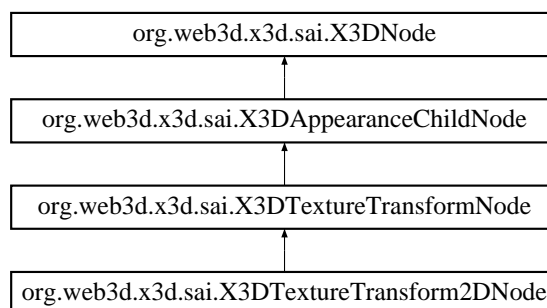 org.web3d.x3d.sai.X3DNode
org.web3d.x3d.sai.X3DAppearanceChildNode
org.web3d.x3d.sai.X3DTextureTransformNode
org.web3d.x3d.sai.X3DTextureTransform2DNode